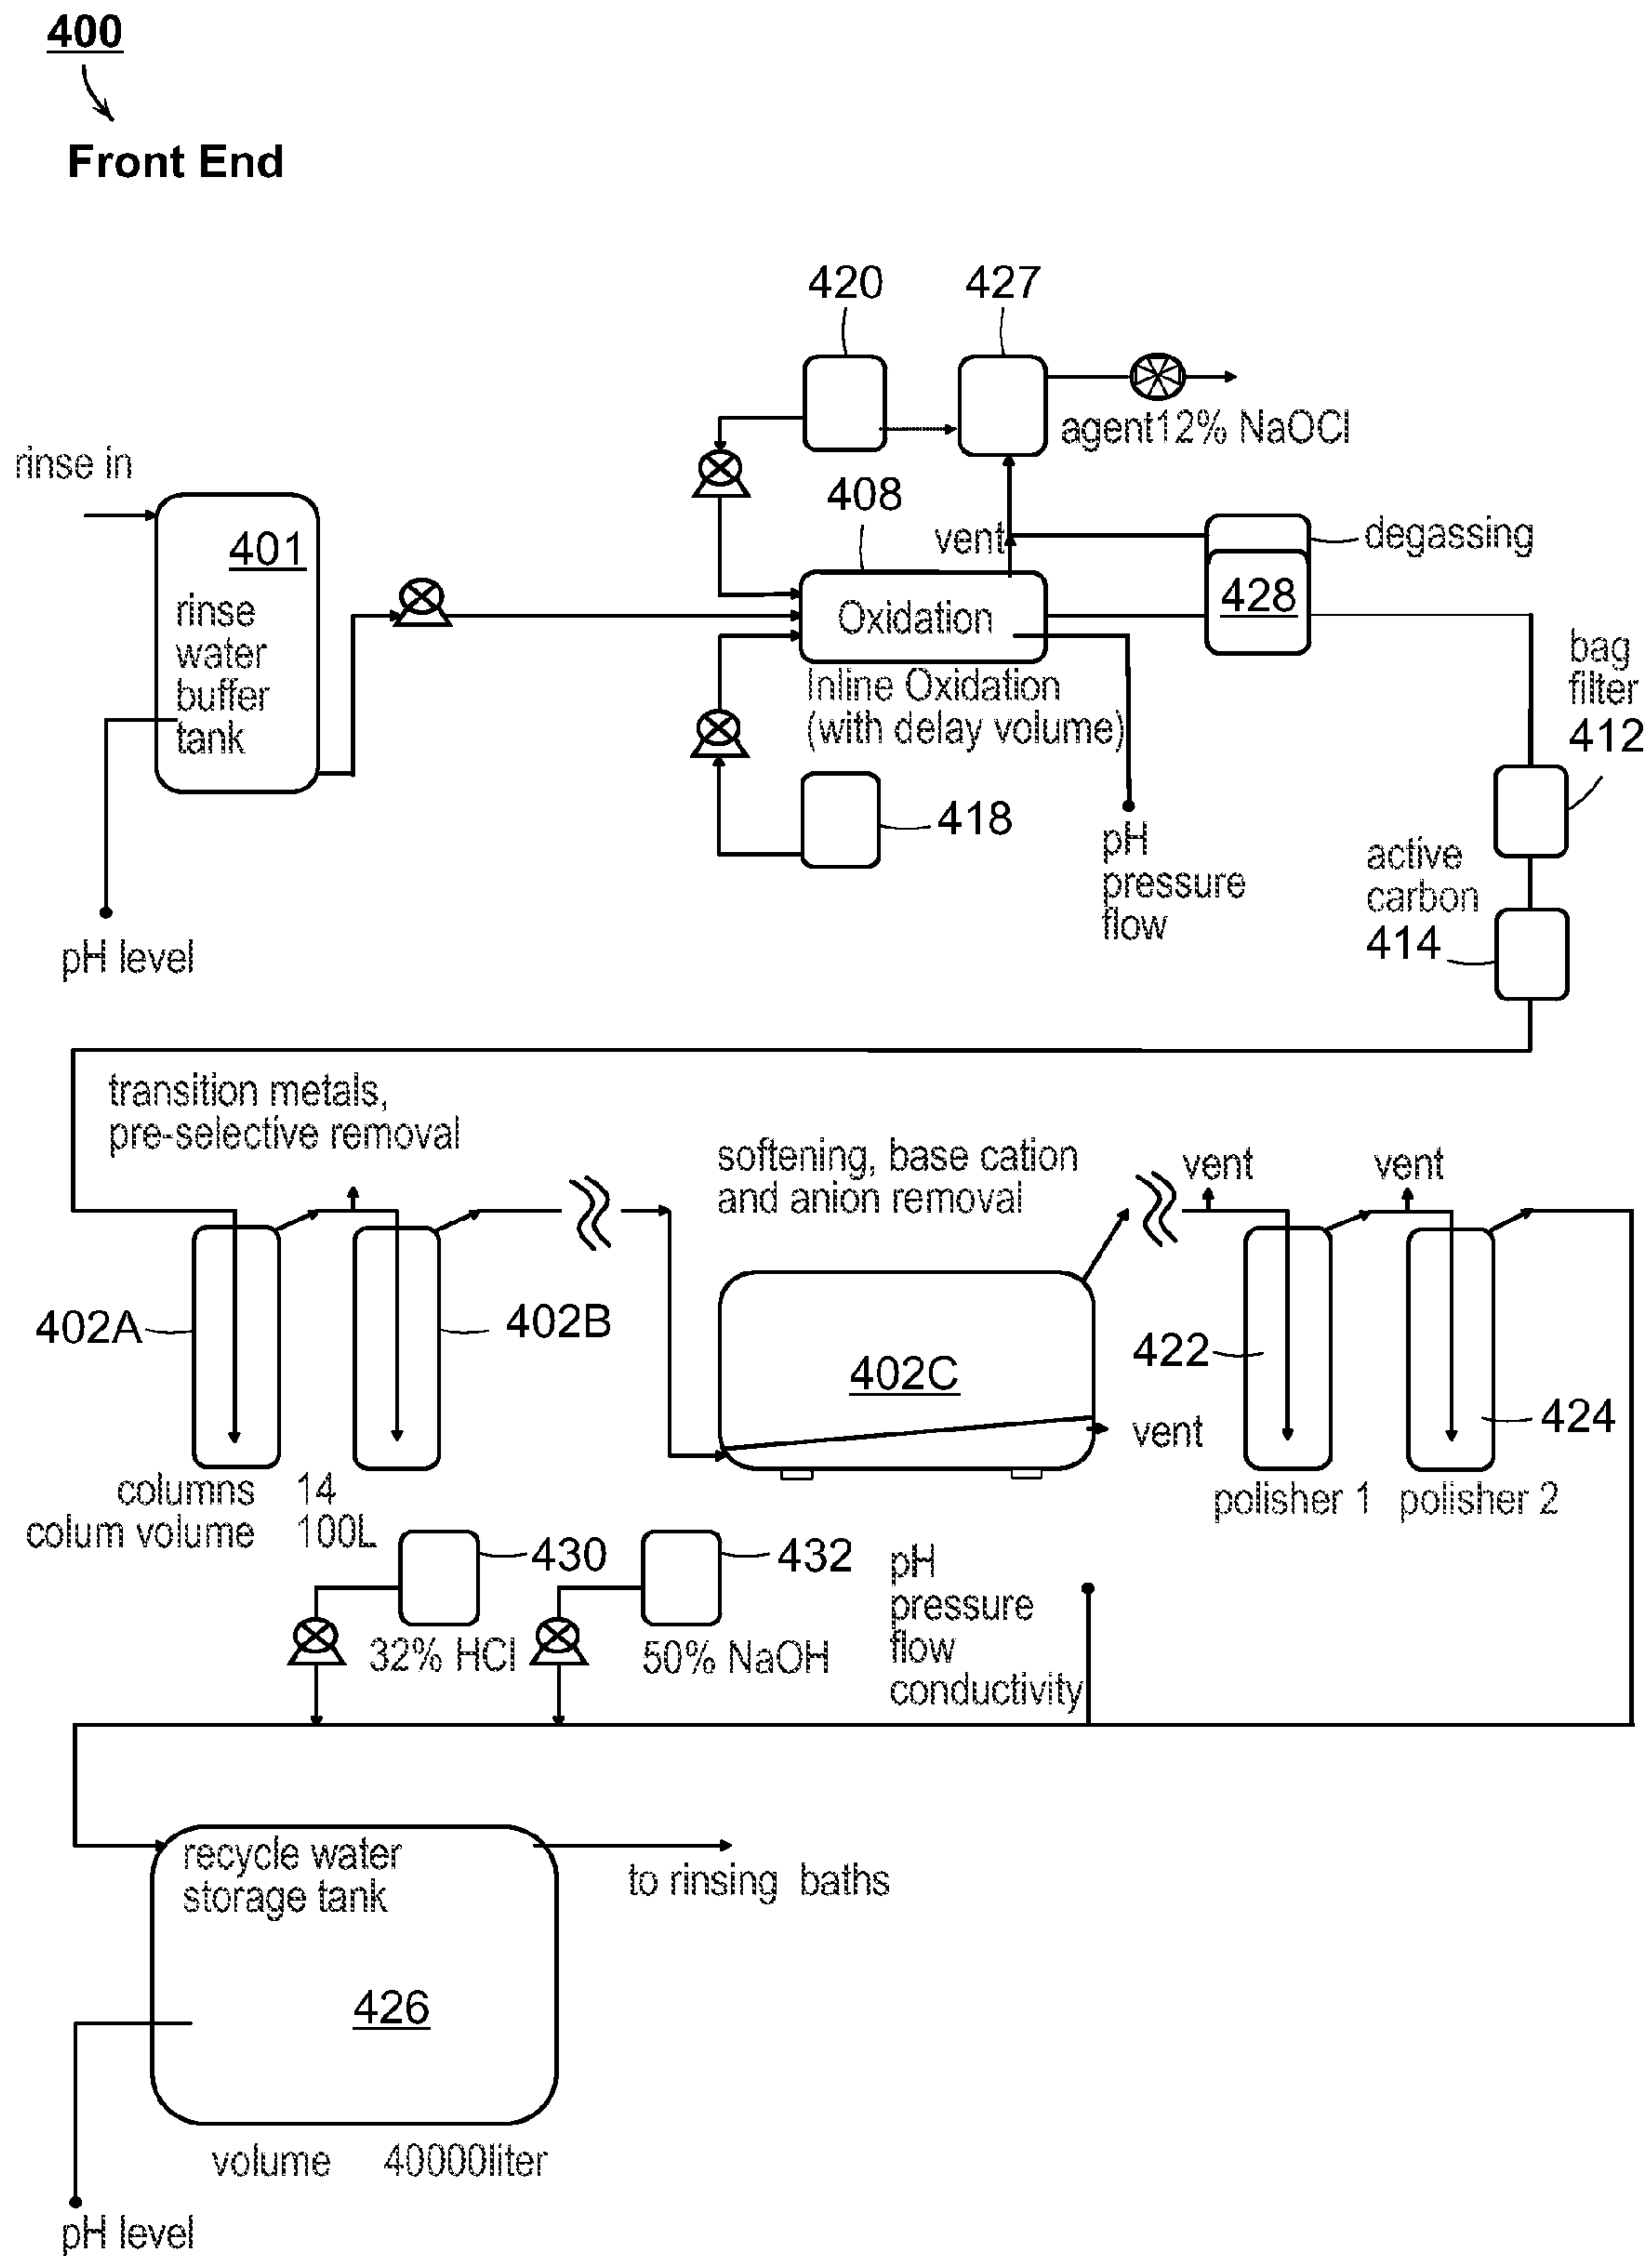 400
Front End
420
427
agent12% NaOCl
rinse in
401
rinse
water
buffer
tank
pH level
408
vent
Oxidation
Inline Oxidation
(with delay volume)
418
pH
pressure
flow
degassing
428
bag
filter
412
active
carbon
414
transition metals,
pre-selective removal
softening, base cation
and anion removal
vent
vent
402A
402B
402C
vent
422
424
polisher 1
polisher 2
columns 14
colum volume 100L
430
32% HCl
432
50% NaOH
pH
pressure
flow
conductivity
recycle water
storage tank
to rinsing baths
426
volume 40000liter
pH level